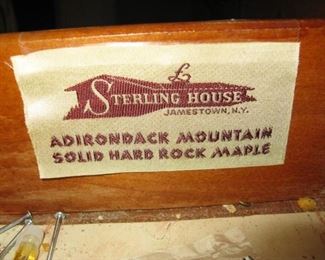 £
STERLING HOUSE
JAMESTOWN, N.Y.
ADIRONDACK MOUNTAIN
SOLID HARD ROCK MAPLE